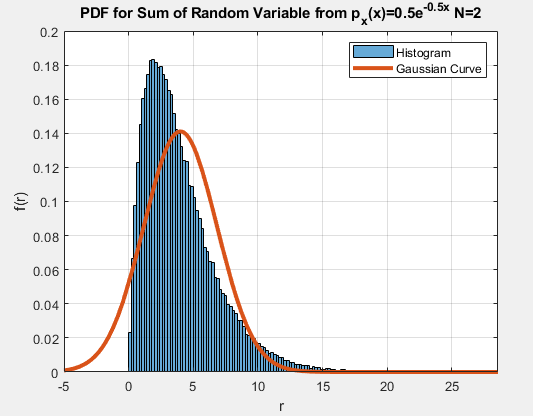 PDF for Sum of Random Variable from pₓ(x)=0.5e^-0.5x N=2
Histogram
Gaussian Curve
0.2
0.18
0.16
0.14
0.12
0.1
0.08
0.06
0.04
0.02
0
f(r)
-5 0 5 10 15 20 25
r